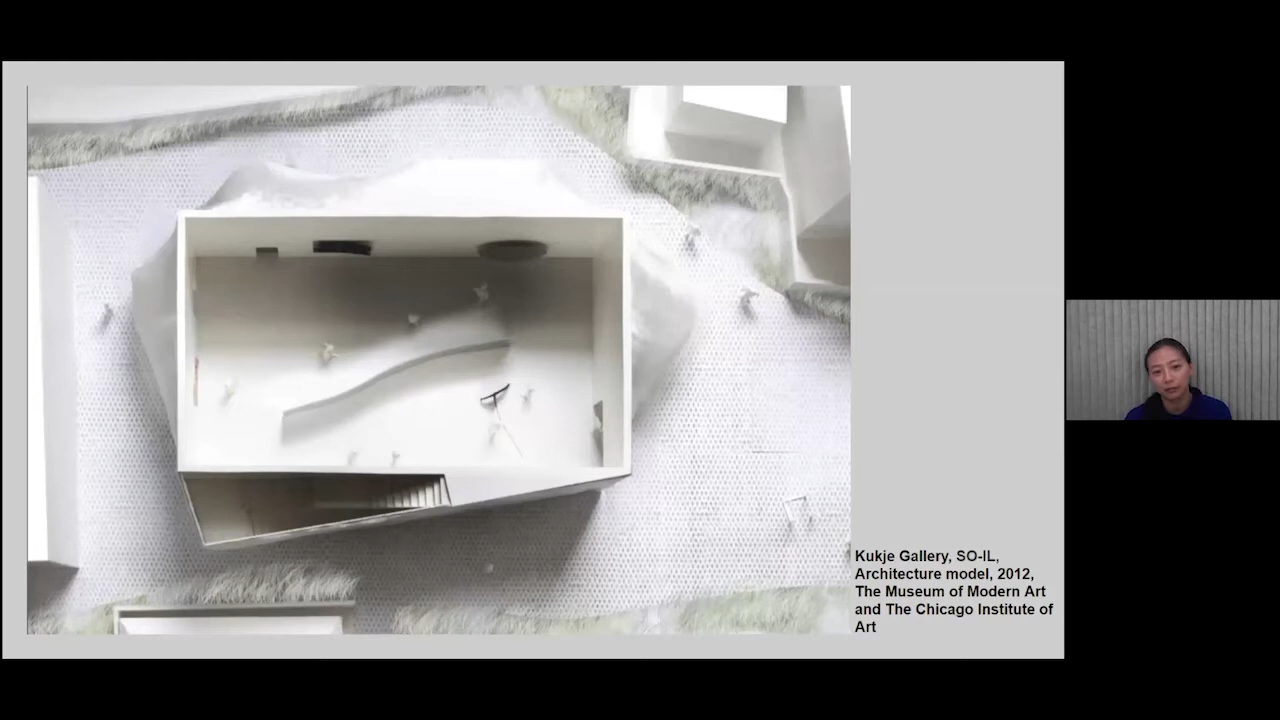 Kukje Gallery, SO-IL,
Architecture model, 2012,
The Museum of Modern Art
and The Chicago Institute of
Art